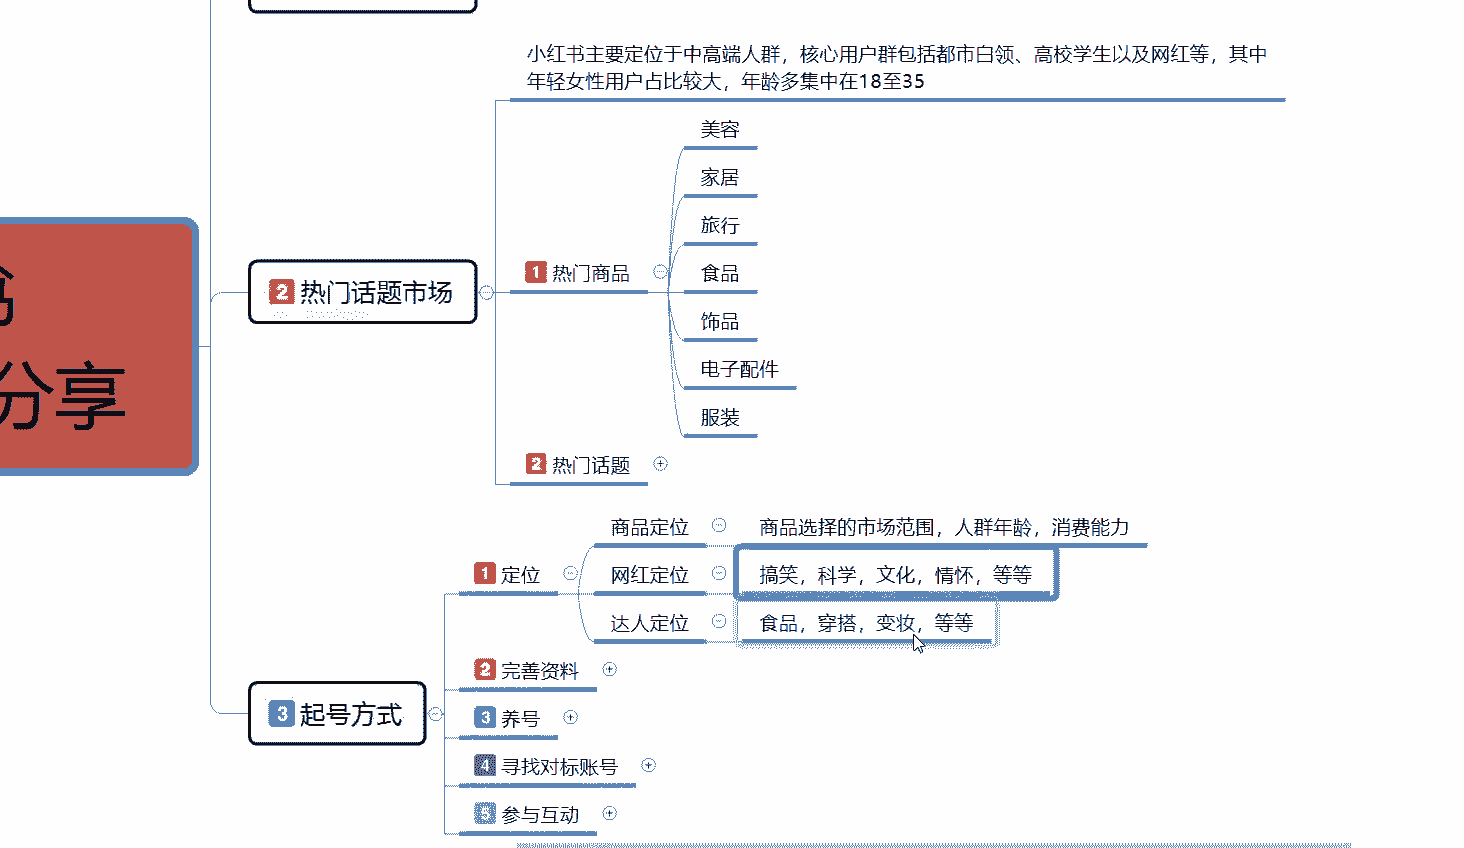 分享
小红书主要定位于中高端人群，核心用户群包括都市白领、高校学生以及网红等，其中
年轻女性用户占比较大，年龄多集中在18至35
2 热门话题市场
1 热门商品
美容
家居
旅行
食品
饰品
电子配件
服装
2 热门话题
3 起号方式
1 定位
商品定位
商品选择的市场范围，人群年龄，消费能力
网红定位
搞笑，科学，文化，情怀，等等
达人定位
食品，穿搭，变妆，等等
2 完善资料
3 养号
4 寻找对标账号
5 参与互动